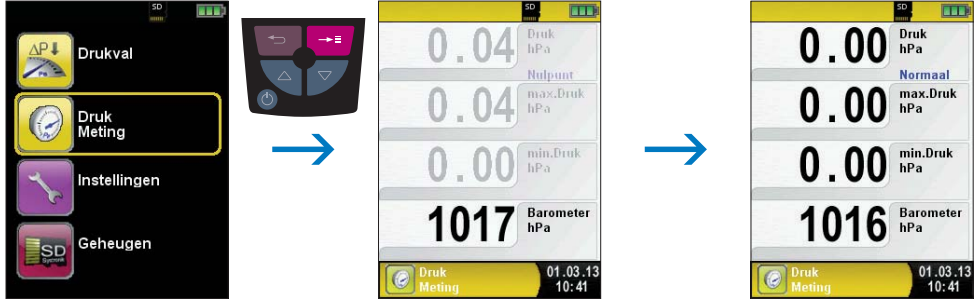 SD
Drukval
Druk
Meting
Instellingen
Geheugen
ΔP
Pa
SD
Systronik
SD
0.04 Druk
hPa
Nulpunt
0.04 max.Druk
hPa
0.00 min.Druk
hPa
1017 Barometer
hPa
Druk
Meting
01.03.13
10:41
SD
0.00 Druk
hPa
Normaal
0.00 max.Druk
hPa
0.00 min.Druk
hPa
1016 Barometer
hPa
Druk
Meting
01.03.13
10:41